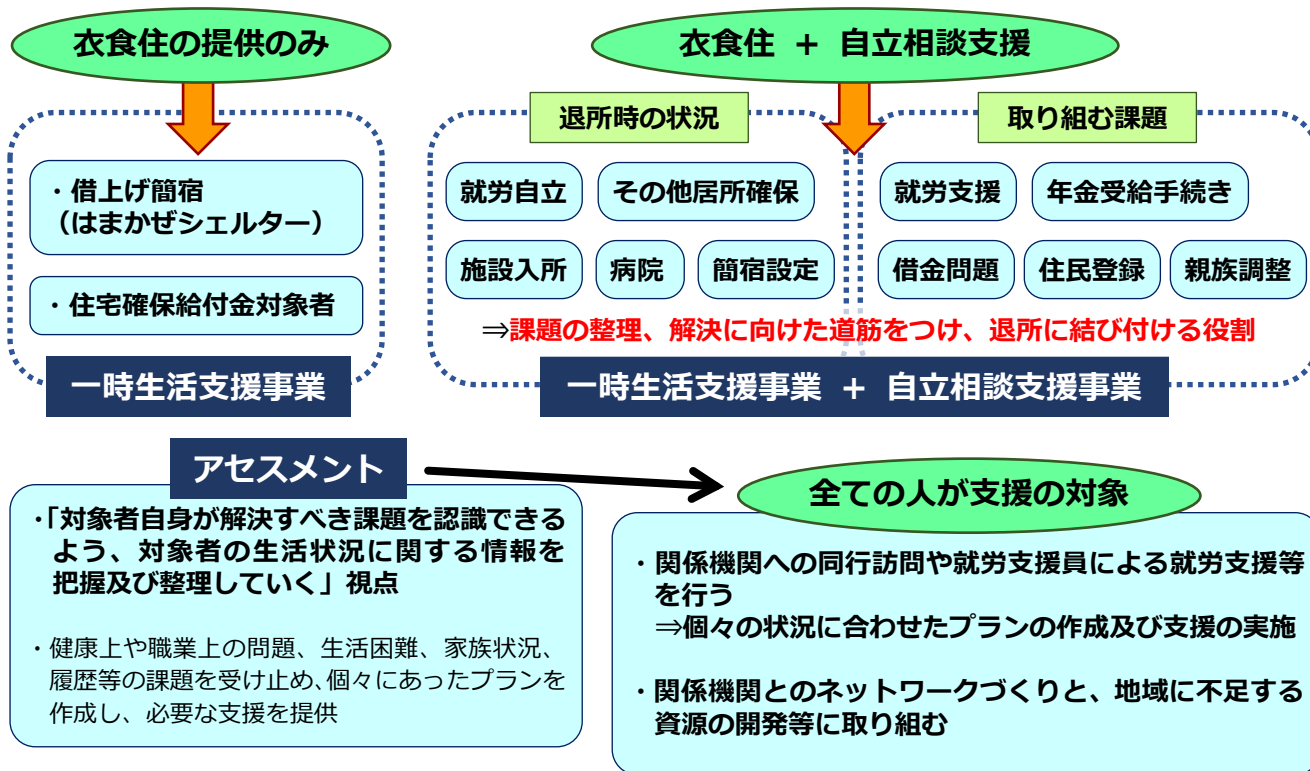 衣食住の提供のみ
・借上げ簡宿
（はまかぜシェルター）
・住宅確保給付金対象者
一時生活支援事業
衣食住 + 自立相談支援
退所時の状況
就労自立 その他居所確保
施設入所 病院 簡宿設定
取り組む課題
就労支援 年金受給手続き
借金問題 住民登録 親族調整
⇒課題の整理、解決に向けた道筋をつけ、退所に結び付ける役割
一時生活支援事業 + 自立相談支援事業
アセスメント
・「対象者自身が解決すべき課題を認識できる
よう、対象者の生活状況に関する情報を
把握及び整理していく」視点
・健康上や職業上の問題、生活困難、家族状況、
履歴等の課題を受け止め、個々にあったプランを
作成し、必要な支援を提供
全ての人が支援の対象
・関係機関への同行訪問や就労支援員による就労支援等
を行う
⇒個々の状況に合わせたプランの作成及び支援の実施
・関係機関とのネットワークづくりと、地域に不足する
資源の開発等に取り組む